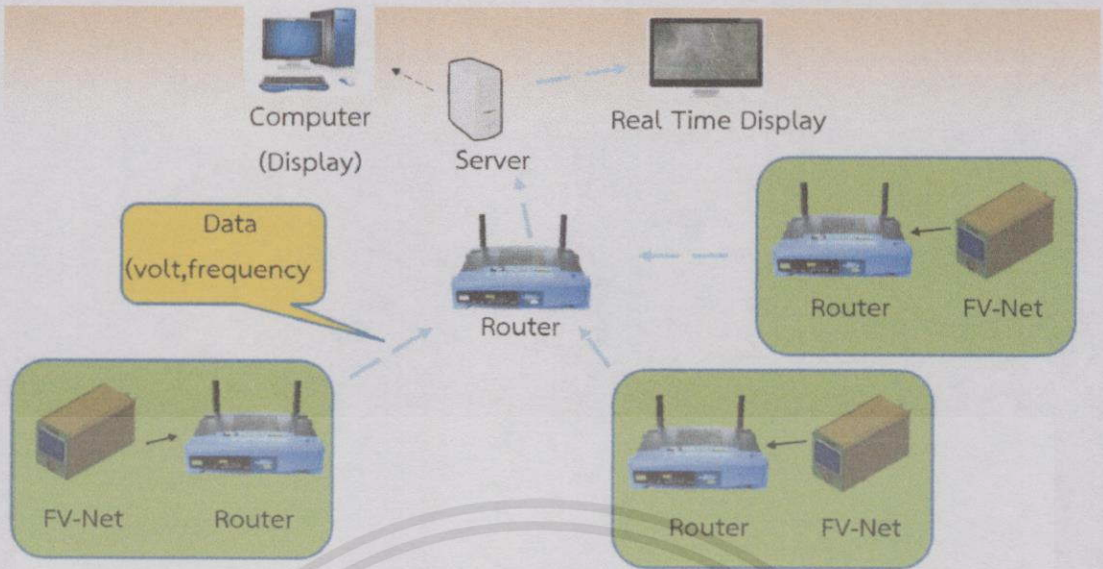 Computer
(Display)
Server
Real Time Display
Data
(volt,frequency
Router
Router
FV-Net
FV-Net
Router
Router
FV-Net